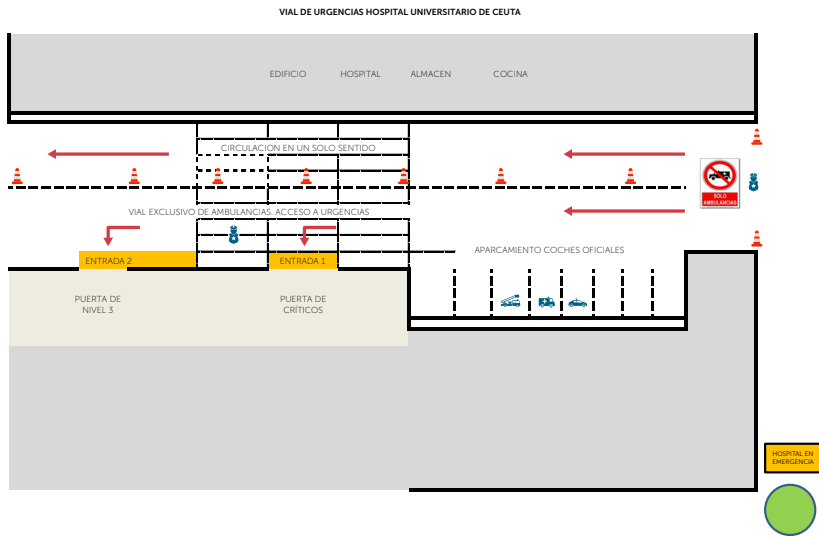 VIAL DE URGENCIAS HOSPITAL UNIVERSITARIO DE CEUTA
EDIFICIO HOSPITAL ALMACEN COCINA
CIRCULACION EN UN SOLO SENTIDO
SOLO
AMBULANCIAS
VIAL EXCLUSIVO DE AMBULANCIAS. ACCESO A URGENCIAS
APARCAMIENTO COCHES OFICIALES
ENTRADA 2
ENTRADA 1
PUERTA DE
NIVEL 3
PUERTA DE
CRÍTICOS
HOSPITAL EN
EMERGENCIA